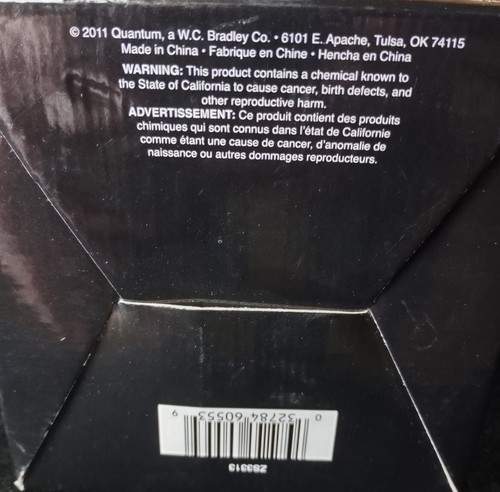 © 2011 Quantum, a W.C. Bradley Co. • 6101 E. Apache, Tulsa, OK 74115
Made in China • Fabrique en Chine • Hencha en China
WARNING: This product contains a chemical known to
the State of California to cause cancer, birth defects, and
other reproductive harm.
ADVERTISSEMENT: Ce produit contient des produits
chimiques qui sont connus dans l'état de Californie
comme étant une cause de cancer, d'anomalie de
naissance ou autres dommages reproducteurs.
0 32784 60553 9
ZS3313